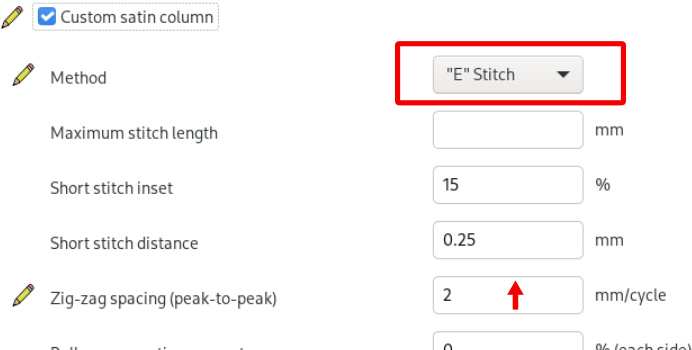 Custom satin column
Method "E" Stitch
Maximum stitch length mm
Short stitch inset 15 %
Short stitch distance 0.25 mm
Zig-zag spacing (peak-to-peak) 2 mm/cycle
0 % (each side)